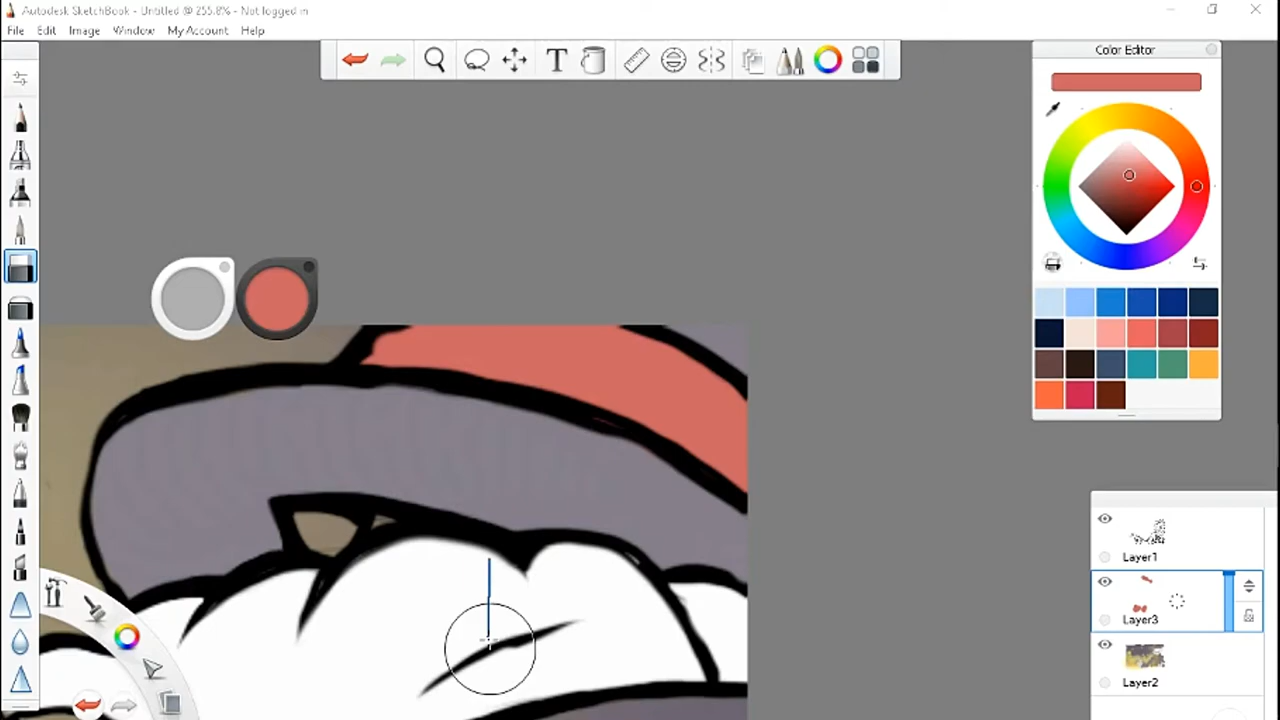 Autodesk SketchBook - Untitled @ 255.8% - Not logged in
File Edit Image Window My Account Help
T
Color Editor
Layer1
Layer3
Layer2